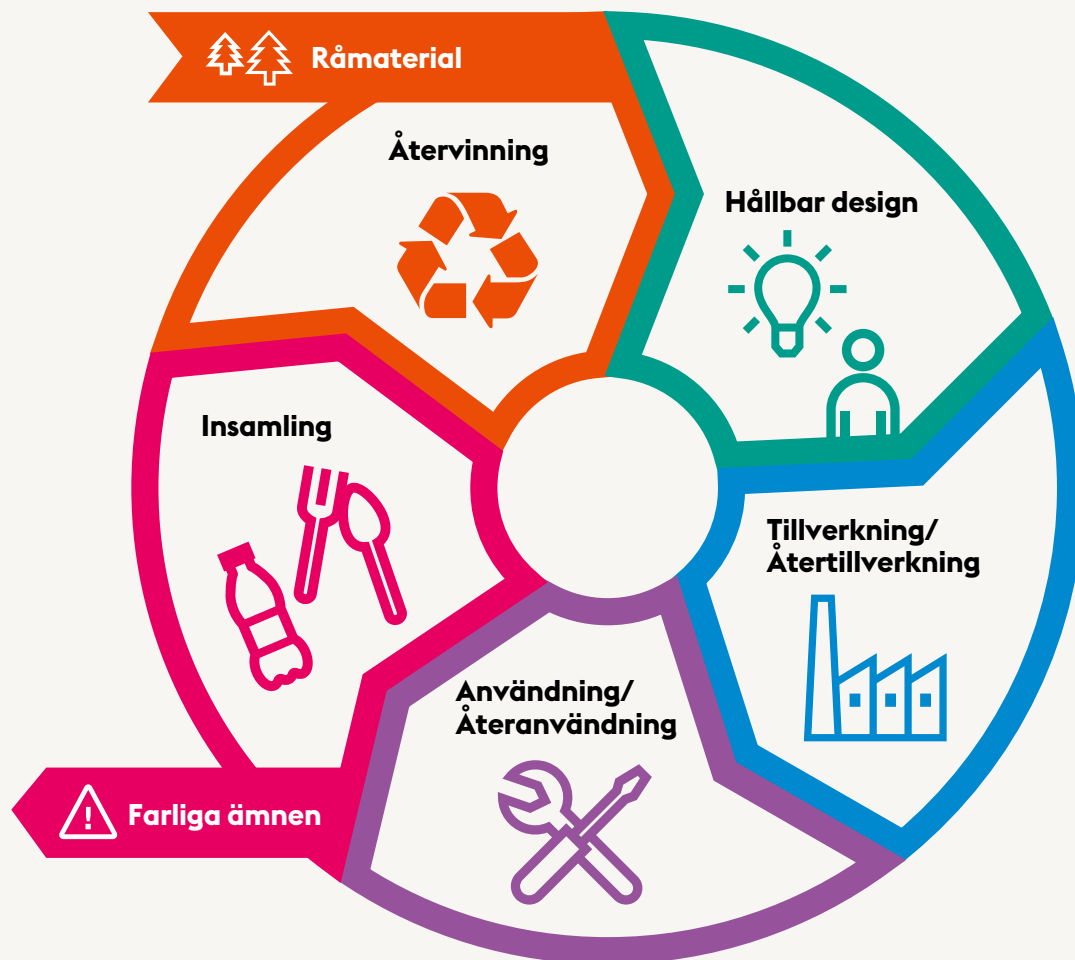 Råmaterial
Återvinning
Hållbar design
Insamling
Tillverkning/
Återtillverkning
Användning/
Återanvändning
Farliga ämnen